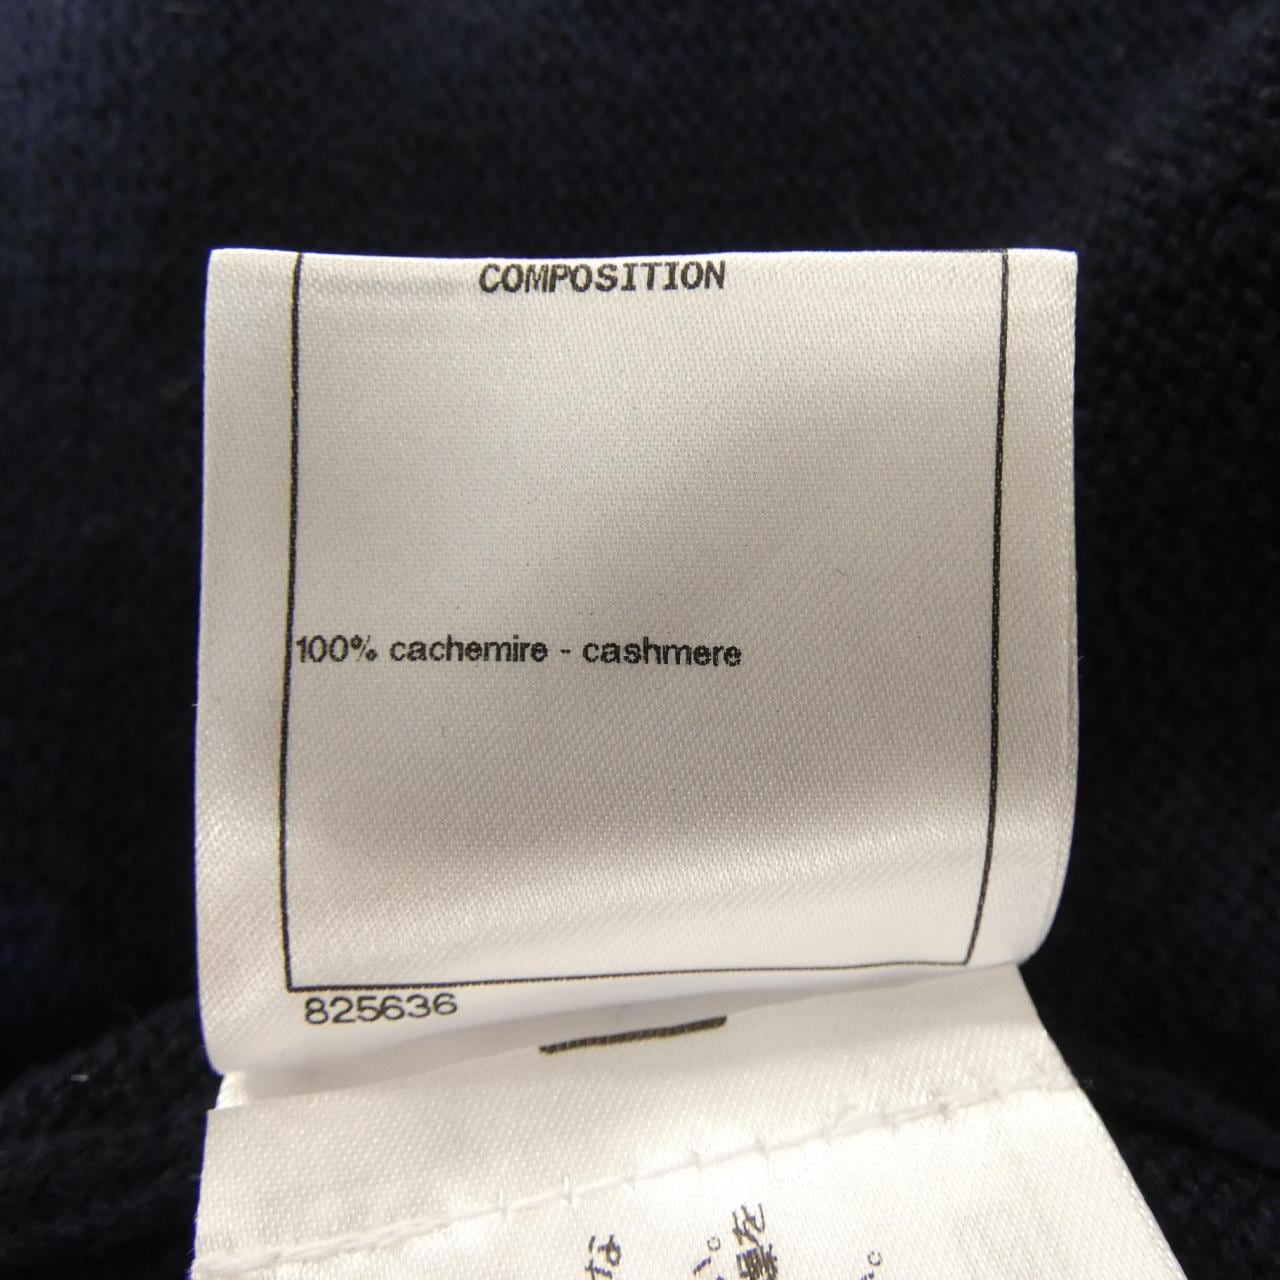 COMPOSITION
100% cachemire - cashmere
825636